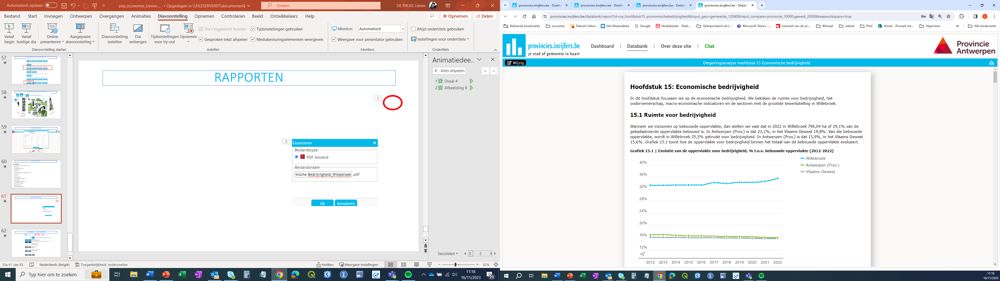 Automatisch opslaan
pep_economie_Lieven.... • Opgeslagen in \\FILESERVER07\documenten$
Zoeken
DE RYCKE Lieven
Bestand Start Invoegen Ontwerpen Overgangen Animaties Diavoorstelling Opnemen Controleren Beeld Ontwikkelaars Help
Opnemen Delen
Vanaf begin
Vanaf huidige dia
Online presenteren
Aangepaste diavoorstelling
Diavoorstelling starten
Diavoorstelling instellen
Dia verbergen
Tijdsinstellingen voor try-out
Opnemen
Dia's bijgewerkt houden
Gesproken tekst afspelen
Tijdsinstellingen gebruiken
Mediabesturingselementen weergeven
Instellen
Monitor: Automatisch
Weergave voor presentator gebruiken
Monitors
Altijd ondertitels gebruiken
Instellingen voor ondertitels
Ondertitels
57
58
59
60
61
62
RAPPORTEN
1
2
Exporteren
Bestandstype
PDF bestand
Bestandsnaam
mische Bedrijvigheid_Willebroek .pdf
Ok Annuleren
Animatiedee..
Alles afspelen
1 Ovaal 4
2 Afbeelding 9
Seconden 0 2 4
Dia 61 van 63
Nederlands (België)
Toegankelijkheid: onderzoeken
Notities
Weergave-instellingen
82%
Typ hier om te zoeken
11:18
16/11/2023
20
provincies.incijfers.be - Dashb
provincies.incijfers.be - Dashb
provincies.incijfers.be - Databa
provincies.incijfers.be - Databa
provincies.incijfers.be/databank/report?id=oa_hoofdstuk15_economischebedrijvigheid&input_geo=gemeente_12040&input_compare=provincie_10000,gewest_2000&keepworkspace=true
Beheerde bookmarks
accounts
Telenet: Inbox
Het Nieuwsblad
Google
Herbeluister - Radi...
Geïmporteerd uit I...
Microsoft Teams -...
extranet van de pr...
Klimaat
arbeid
PinC
Home - Provant Int...
Algemeen
Alle bookmarks
provincies.incijfers.be
je stad of gemeente in kaart
Dashboard | Databank | Over deze site | Chat
Provincie
Antwerpen
Wijzig
Omgevingsanalyse hoofdstuk 15 Economische bedrijvigheid
Hoofdstuk 15: Economische bedrijvigheid
In dit hoofdstuk focussen we op de economische bedrijvigheid. We bekijken de ruimte voor bedrijvigheid, het
ondernemerschap, macro-economische indicatoren en de sectoren met de grootste tewerkstelling in Willebroek.
15.1 Ruimte voor bedrijvigheid
Wanneer we inzoomen op bebouwde oppervlakte, dan stellen we vast dat in 2022 in Willebroek 796,04 ha of 29,1% van de
gekadastreerde oppervlakte bebouwd is. In Antwerpen (Prov.) is dat 23,1%, in het Vlaams Gewest 19,8%. Van die bebouwde
oppervlakte, wordt in Willebroek 35,5% gebruikt voor bedrijvigheid. In Antwerpen (Prov.) is dat 15,9%, in het Vlaams Gewest
15,6%. Grafiek 15.1 toont hoe de oppervlakte voor bedrijvigheid binnen het totaal van de bebouwde oppervlakte evolueert.
Grafiek 15.1 | Evolutie van de oppervlakte voor bedrijvigheid, % t.o.v. bebouwde oppervlakte (2012-2022)
Willebroek
Antwerpen (Prov.)
Vlaams Gewest
40%
36%
32%
28%
24%
20%
16%
12%
2012 2013 2014 2015 2016 2017 2018 2019 2020 2021 2022
11:18
16/11/2023